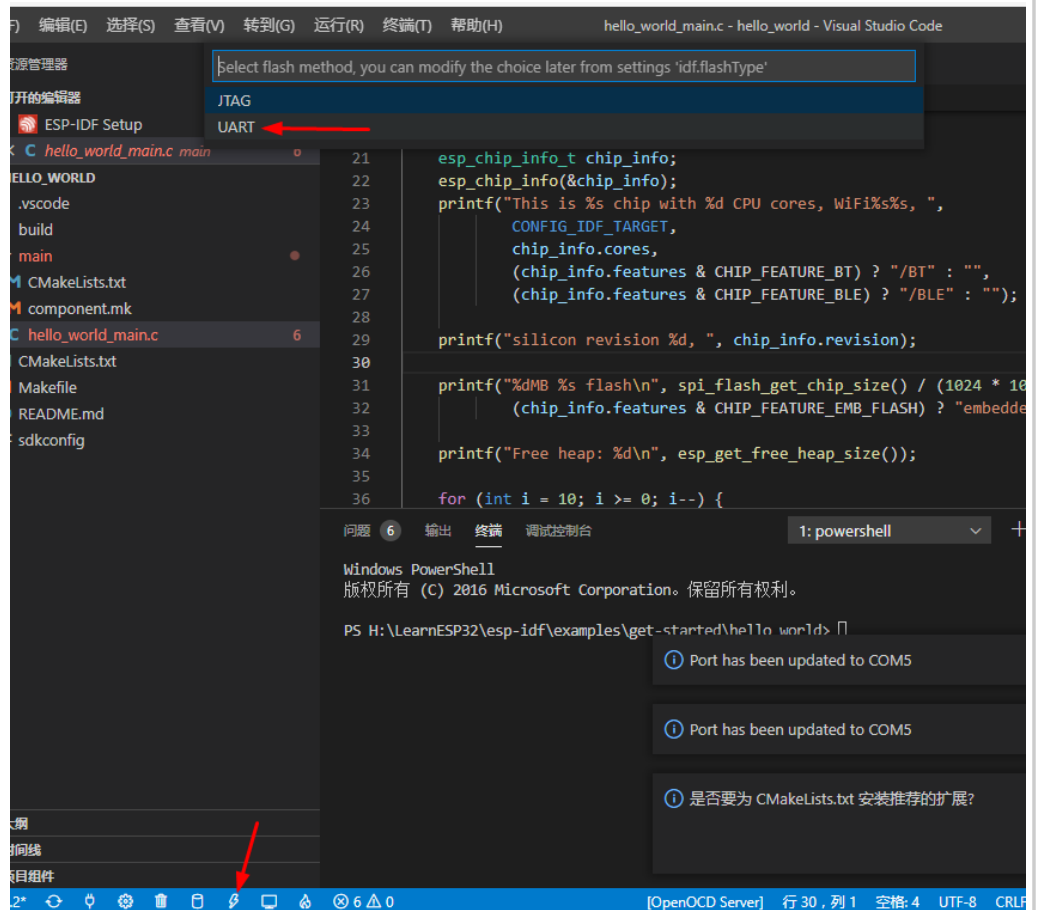 编辑(E) 选择(S) 查看(V) 转到(G) 运行(R) 终端(T) 帮助(H) hello_world_main.c - hello_world - Visual Studio Code
资源管理器
Select flash method, you can modify the choice later from settings 'idf.flashType'
JTAG
UART
打开的编辑器
ESP-IDF Setup
C hello_world_main.c main 6
HELLO_WORLD
.vscode
build
main
CMakeLists.txt
component.mk
C hello_world_main.c 6
CMakeLists.txt
Makefile
README.md
sdkconfig
21 esp_chip_info_t chip_info;
22 esp_chip_info(&chip_info);
23 printf("This is %s chip with %d CPU cores, WiFi%s%s, ",
24 CONFIG_IDF_TARGET,
25 chip_info.cores,
26 (chip_info.features & CHIP_FEATURE_BT) ? "/BT" : "",
27 (chip_info.features & CHIP_FEATURE_BLE) ? "/BLE" : "");
28
29 printf("silicon revision %d, ", chip_info.revision);
30
31 printf("%dMB %s flash\n", spi_flash_get_chip_size() / (1024 * 10
32 (chip_info.features & CHIP_FEATURE_EMB_FLASH) ? "embedde
33
34 printf("Free heap: %d\n", esp_get_free_heap_size());
35
36 for (int i = 10; i >= 0; i--) {
问题 6 输出 终端 调试控制台 1: powershell
Windows PowerShell
版权所有 (C) 2016 Microsoft Corporation。保留所有权利。
PS H:\LearnESP32\esp-idf\examples\get-started\hello_world>
Port has been updated to COM5
Port has been updated to COM5
是否要为 CMakeLists.txt 安装推荐的扩展?
大纲
时间线
项目组件
2* 6 0 [OpenOCD Server] 行 30，列 1 空格: 4 UTF-8 CRLF